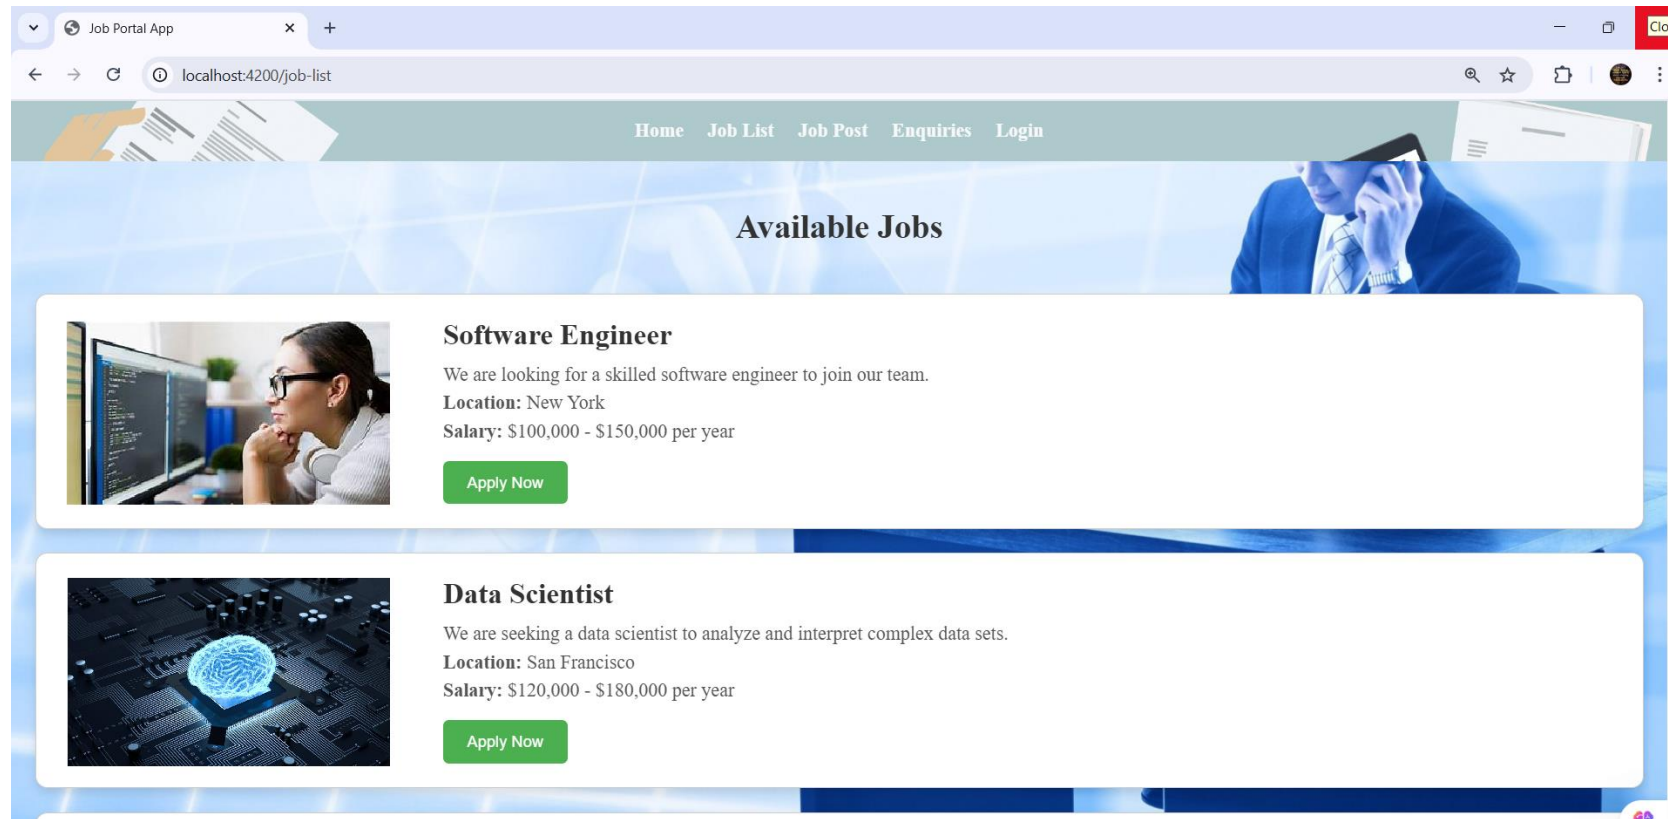 Job Portal App
Clo
localhost:4200/job-list
Home Job List Job Post Enquiries Login
Available Jobs
Software Engineer
We are looking for a skilled software engineer to join our team.
Location: New York
Salary: $100,000 - $150,000 per year
Apply Now
Data Scientist
We are seeking a data scientist to analyze and interpret complex data sets.
Location: San Francisco
Salary: $120,000 - $180,000 per year
Apply Now